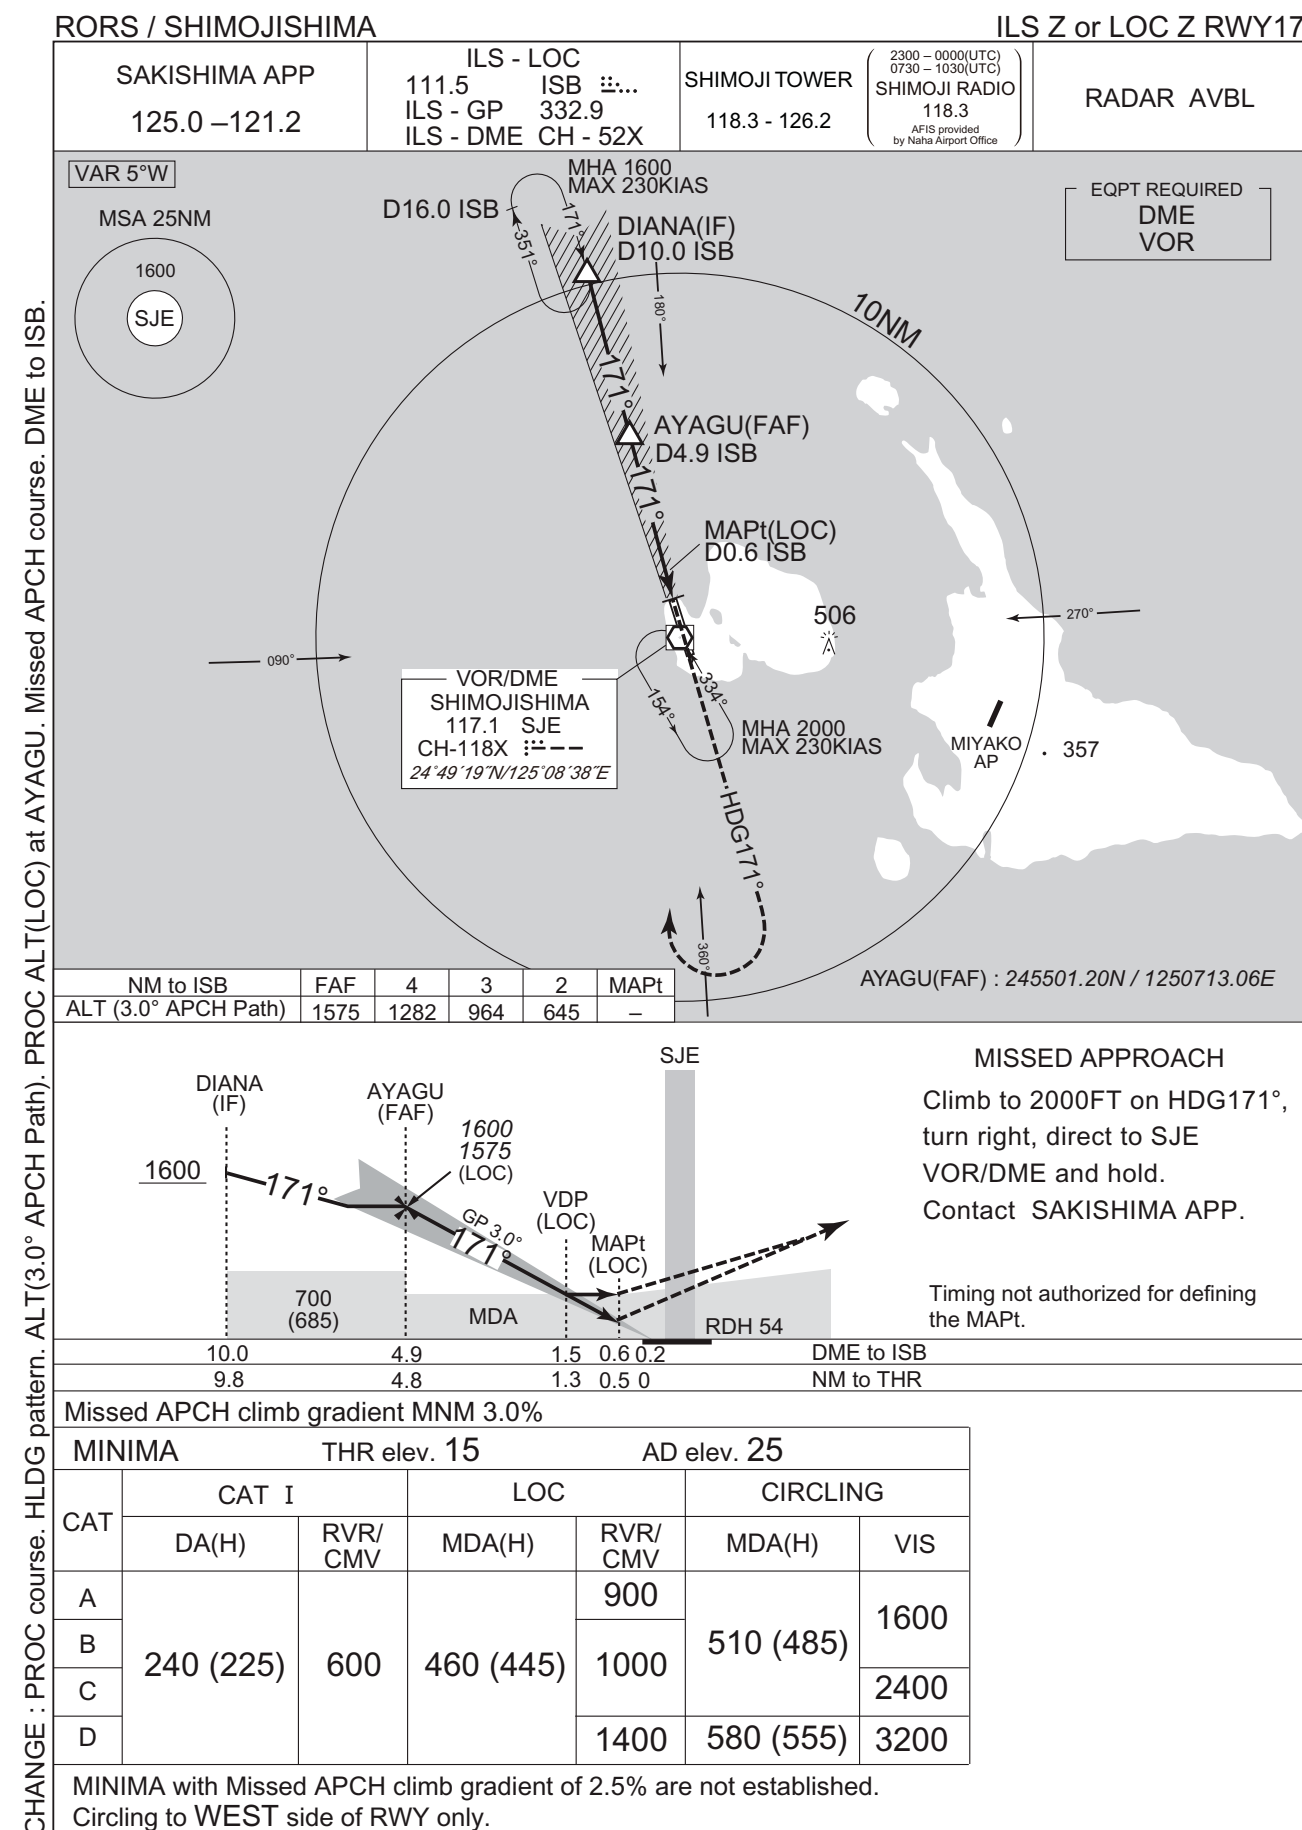 RORS / SHIMOJISHIMA
ILS Z or LOC Z RWY17
SAKISHIMA APP
125.0 –121.2
ILS - LOC
111.5 ISB
ILS - GP 332.9
ILS - DME CH - 52X
SHIMOJI TOWER
118.3 - 126.2
2300 – 0000(UTC)
0730 – 1030(UTC)
SHIMOJI RADIO
118.3
AFIS provided
by Naha Airport Office
RADAR AVBL
VAR 5°W
MSA 25NM
1600
SJE
MHA 1600
MAX 230KIAS
D16.0 ISB
171°
351°
DIANA(IF)
D10.0 ISB
180°
EQPT REQUIRED
DME
VOR
10NM
171°
AYAGU(FAF)
D4.9 ISB
171°
MAPt(LOC)
D0.6 ISB
506
270°
090°
VOR/DME
SHIMOJISHIMA
117.1 SJE
CH-118X
24°49´19˝N/125°08´38˝E
334°
154°
MHA 2000
MAX 230KIAS
MIYAKO
AP
357
HDG171°
360°
AYAGU(FAF) : 245501.20N / 1250713.06E
NM to ISB FAF 4 3 2 MAPt
ALT (3.0° APCH Path) 1575 1282 964 645 –
SJE
DIANA
(IF)
AYAGU
(FAF)
1600
1575
(LOC)
1600
171°
GP 3.0°
171°
VDP
(LOC)
MAPt
(LOC)
700
(685)
MDA
RDH 54
MISSED APPROACH
Climb to 2000FT on HDG171°,
turn right, direct to SJE
VOR/DME and hold.
Contact SAKISHIMA APP.
Timing not authorized for defining
the MAPt.
10.0 4.9 1.5 0.6 0.2 DME to ISB
9.8 4.8 1.3 0.5 0 NM to THR
Missed APCH climb gradient MNM 3.0%
MINIMA THR elev. 15 AD elev. 25
CAT CAT I LOC CIRCLING
DA(H) RVR/CMV MDA(H) RVR/CMV MDA(H) VIS
A 900
B 1600
240 (225) 600 460 (445) 1000 510 (485)
C 2400
D 1400 580 (555) 3200
MINIMA with Missed APCH climb gradient of 2.5% are not established.
Circling to WEST side of RWY only.
CHANGE : PROC course. HLDG pattern. ALT(3.0° APCH Path). PROC ALT(LOC) at AYAGU. Missed APCH course. DME to ISB.